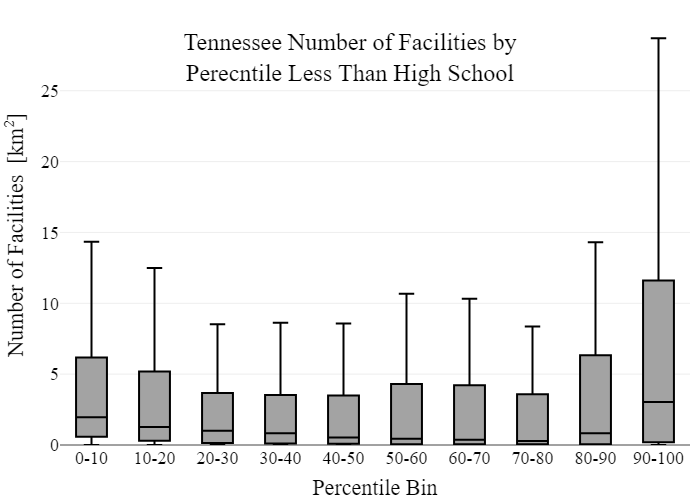 Tennessee Number of Facilities by
Perecntile Less Than High School
Number of Facilities [km²]
25
20
15
10
5
0
0-10 10-20 20-30 30-40 40-50 50-60 60-70 70-80 80-90 90-100
Percentile Bin